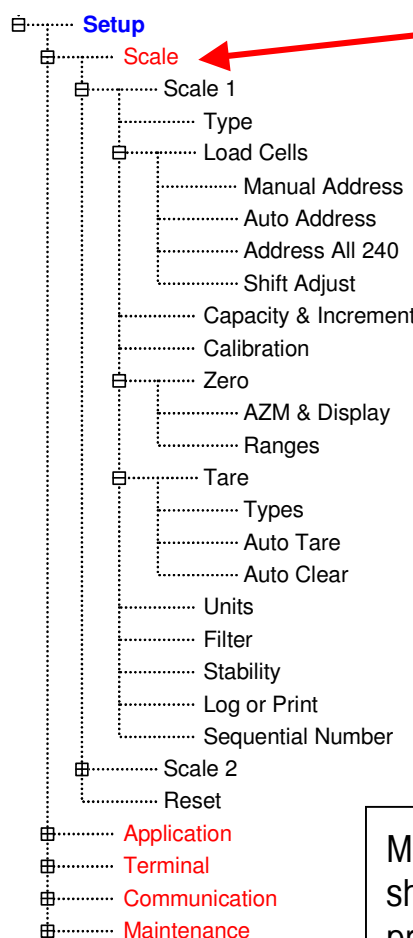 Setup
Scale
Scale 1
Type
Load Cells
Manual Address
Auto Address
Address All 240
Shift Adjust
Capacity & Increment
Calibration
Zero
AZM & Display
Ranges
Tare
Types
Auto Tare
Auto Clear
Units
Filter
Stability
Log or Print
Sequential Number
Scale 2
Reset
Application
Terminal
Communication
Maintenance